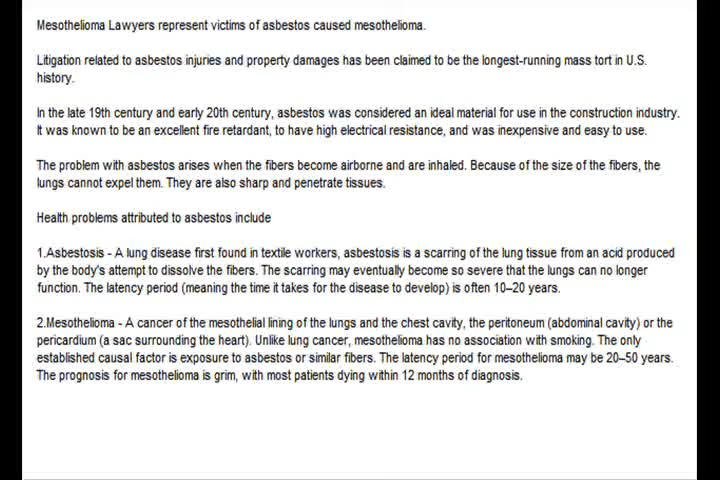 Mesothelioma Lawyers represent victims of asbestos caused mesothelioma.
Litigation related to asbestos injuries and property damages has been claimed to be the longest-running mass tort in U.S.
history.
In the late 19th century and early 20th century, asbestos was considered an ideal material for use in the construction industry.
It was known to be an excellent fire retardant, to have high electrical resistance, and was inexpensive and easy to use.
The problem with asbestos arises when the fibers become airborne and are inhaled. Because of the size of the fibers, the
lungs cannot expel them. They are also sharp and penetrate tissues.
Health problems attributed to asbestos include
1.Asbestosis - A lung disease first found in textile workers, asbestosis is a scarring of the lung tissue from an acid produced
by the body's attempt to dissolve the fibers. The scarring may eventually become so severe that the lungs can no longer
function. The latency period (meaning the time it takes for the disease to develop) is often 10–20 years.
2.Mesothelioma - A cancer of the mesothelial lining of the lungs and the chest cavity, the peritoneum (abdominal cavity) or the
pericardium (a sac surrounding the heart). Unlike lung cancer, mesothelioma has no association with smoking. The only
established causal factor is exposure to asbestos or similar fibers. The latency period for mesothelioma may be 20–50 years.
The prognosis for mesothelioma is grim, with most patients dying within 12 months of diagnosis.